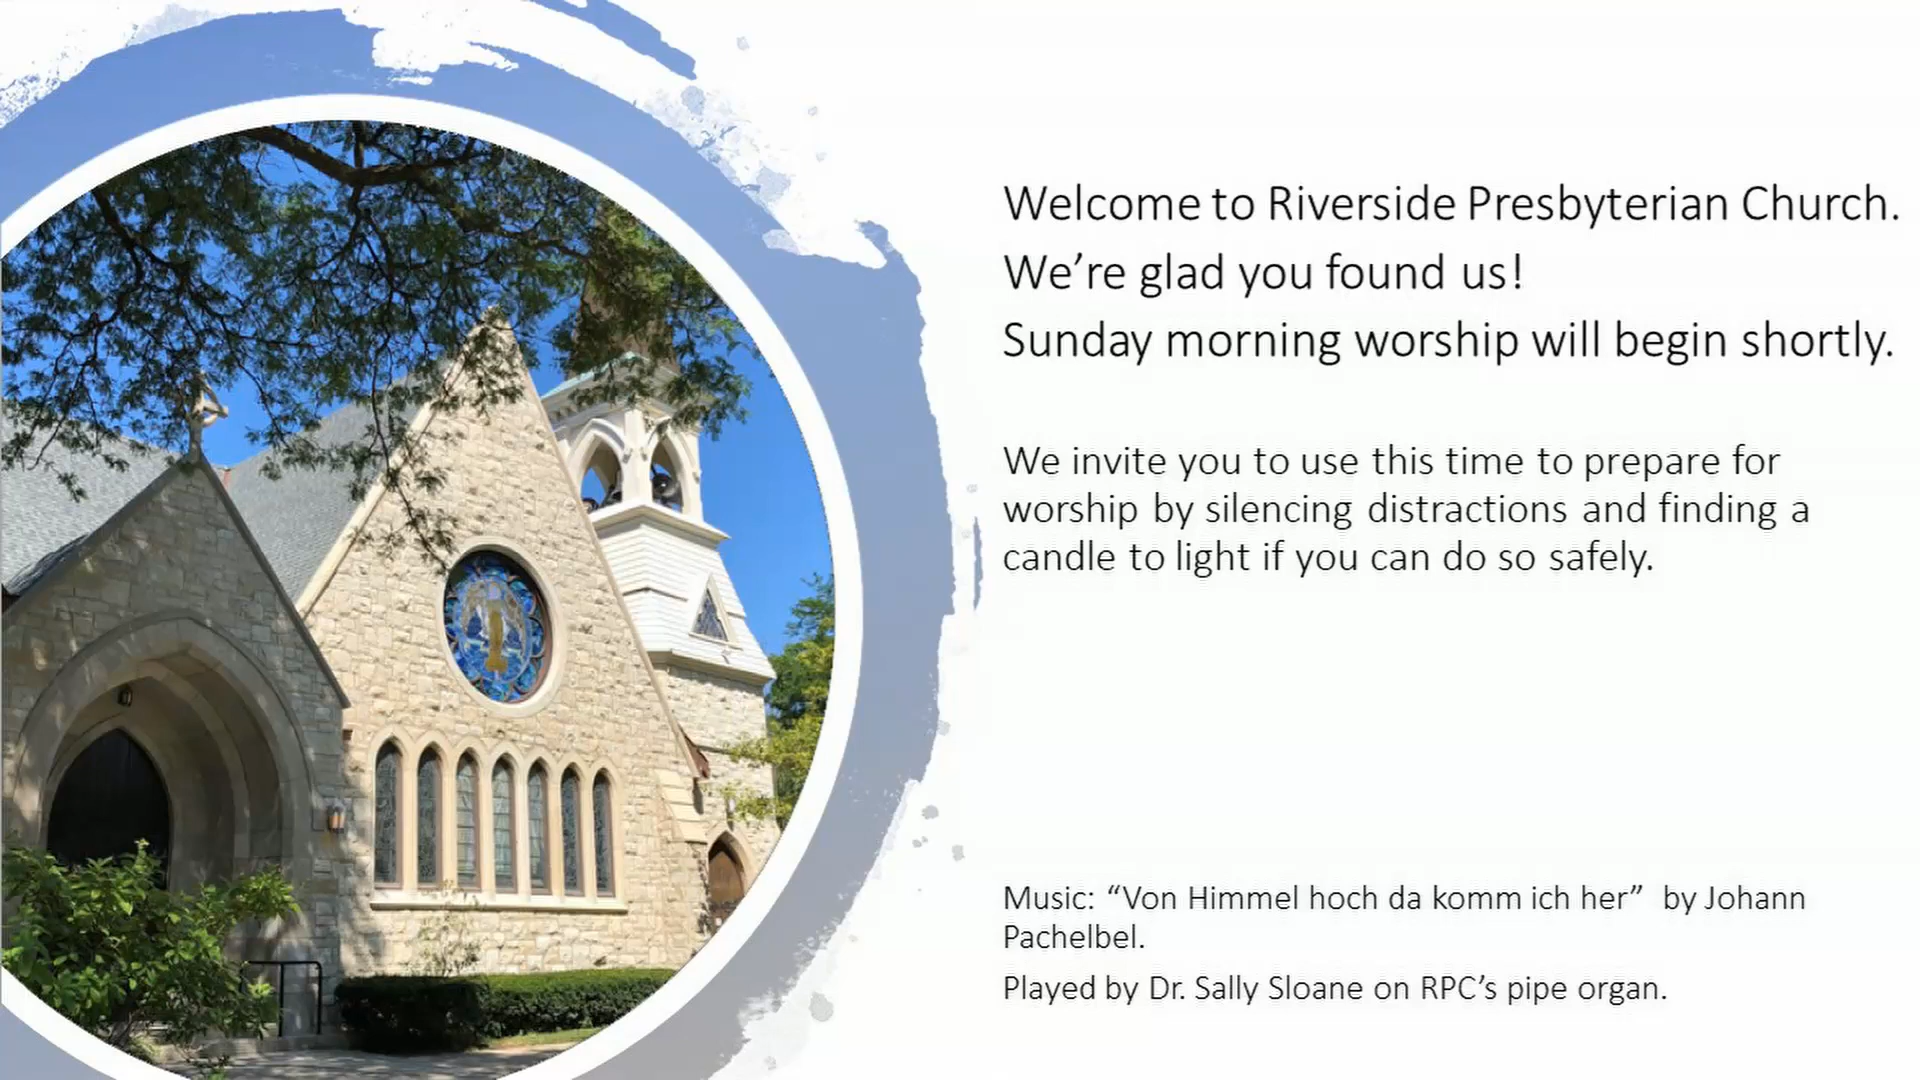 Welcome to Riverside Presbyterian Church.
We’re glad you found us!
Sunday morning worship will begin shortly.
We invite you to use this time to prepare for
worship by silencing distractions and finding a
candle to light if you can do so safely.
Music: “Von Himmel hoch da komm ich her” by Johann
Pachelbel.
Played by Dr. Sally Sloane on RPC’s pipe organ.